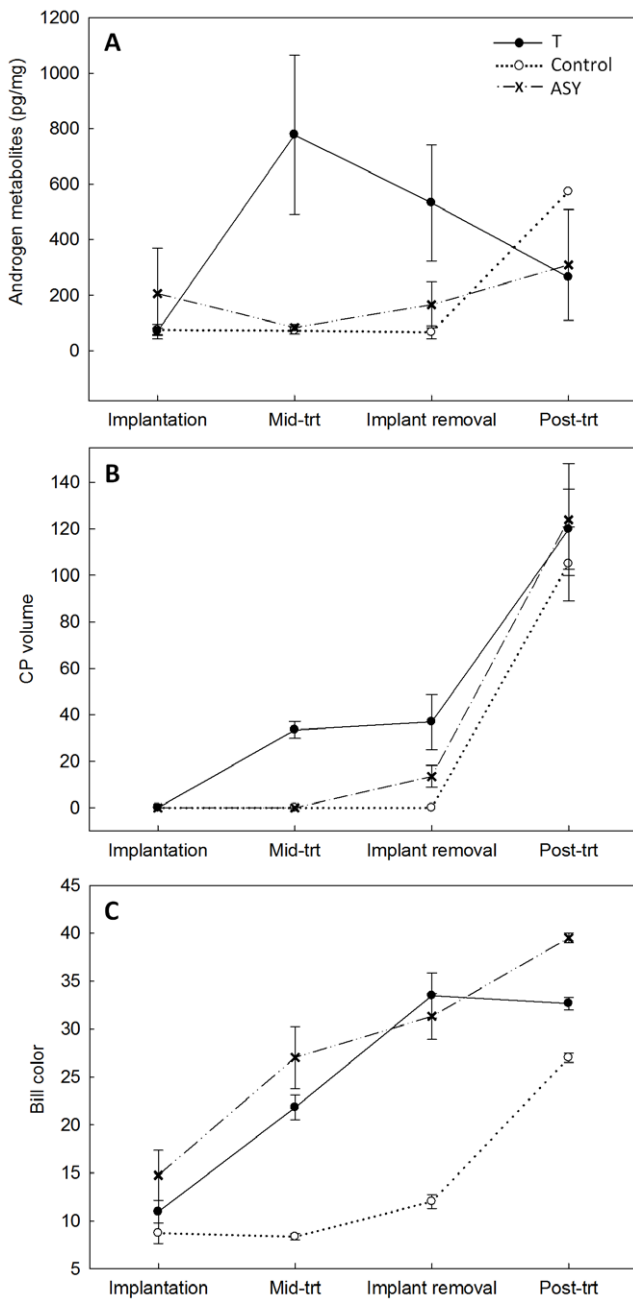 A
T
Control
ASY
1200
1000
800
600
400
200
0
Androgen metabolites (pg/mg)
Implantation Mid-trt Implant removal Post-trt
B
140
120
100
80
60
40
20
0
CP volume
Implantation Mid-trt Implant removal Post-trt
C
45
40
35
30
25
20
15
10
5
Bill color
Implantation Mid-trt Implant removal Post-trt